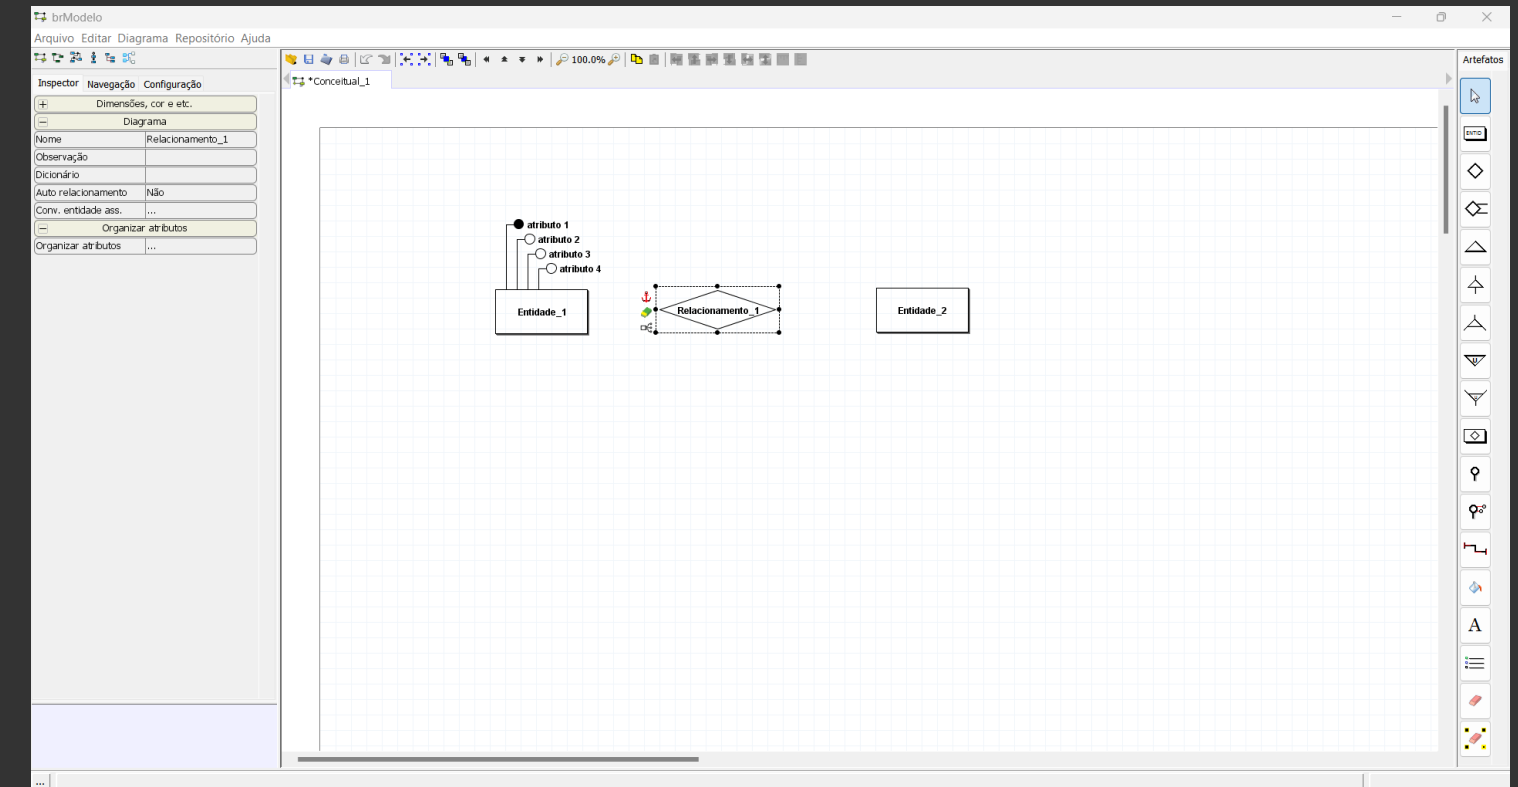 brModelo
Arquivo Editar Diagrama Repositório Ajuda
100.0%
Artefatos
Inspector Navegação Configuração
*Conceitual_1
Dimensões, cor e etc.
Diagrama
Nome Relacionamento_1
Observação
Dicionário
Auto relacionamento Não
Conv. entidade ass. ...
Organizar atributos
Organizar atributos ...
atributo 1
atributo 2
atributo 3
atributo 4
Entidade_1
Relacionamento_1
Entidade_2
ENTID
A
...